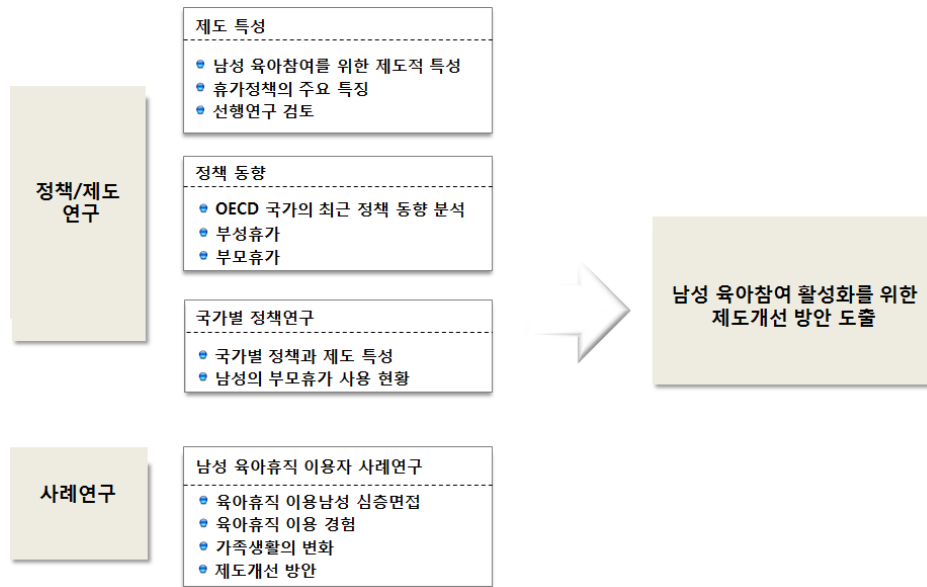 제도 특성
남성 육아참여를 위한 제도적 특성
휴가정책의 주요 특징
선행연구 검토
정책/제도
연구
정책 동향
OECD 국가의 최근 정책 동향 분석
부성휴가
부모휴가
국가별 정책연구
국가별 정책과 제도 특성
남성의 부모휴가 사용 현황
사례연구
남성 육아휴직 이용자 사례연구
육아휴직 이용남성 심층면접
육아휴직 이용 경험
가족생활의 변화
제도개선 방안
남성 육아참여 활성화를 위한
제도개선 방안 도출